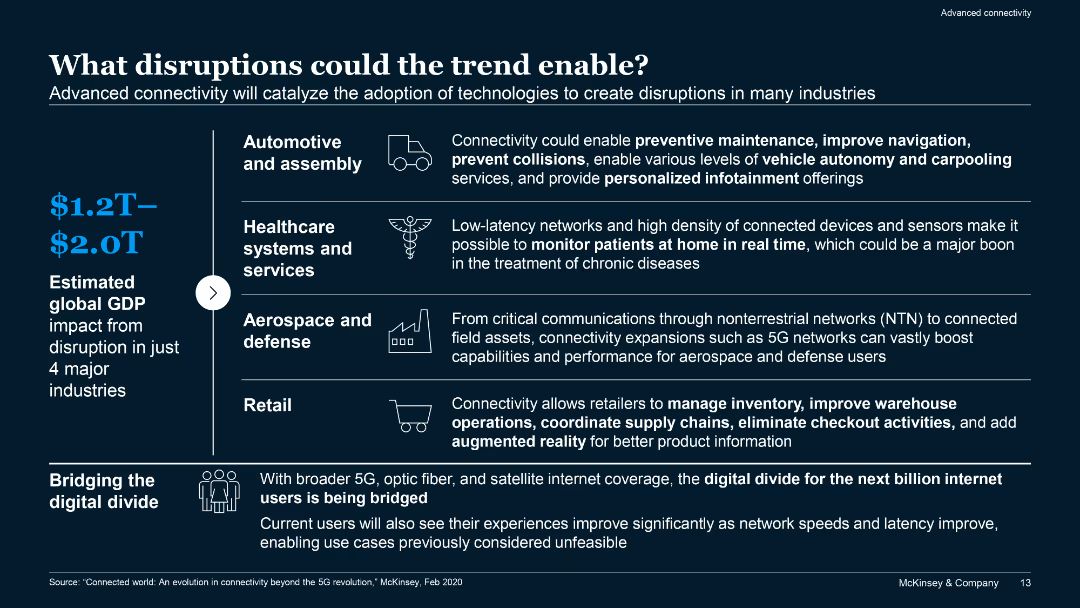 Advanced connectivity
What disruptions could the trend enable?
Advanced connectivity will catalyze the adoption of technologies to create disruptions in many industries
$1.2T–
$2.0T
Estimated
global GDP
impact from
disruption in just
4 major
industries
Automotive
and assembly
Connectivity could enable preventive maintenance, improve navigation,
prevent collisions, enable various levels of vehicle autonomy and carpooling
services, and provide personalized infotainment offerings
Healthcare
systems and
services
Low-latency networks and high density of connected devices and sensors make it
possible to monitor patients at home in real time, which could be a major boon
in the treatment of chronic diseases
Aerospace and
defense
From critical communications through nonterrestrial networks (NTN) to connected
field assets, connectivity expansions such as 5G networks can vastly boost
capabilities and performance for aerospace and defense users
Retail
Connectivity allows retailers to manage inventory, improve warehouse
operations, coordinate supply chains, eliminate checkout activities, and add
augmented reality for better product information
Bridging the
digital divide
With broader 5G, optic fiber, and satellite internet coverage, the digital divide for the next billion internet
users is being bridged
Current users will also see their experiences improve significantly as network speeds and latency improve,
enabling use cases previously considered unfeasible
Source: “Connected world: An evolution in connectivity beyond the 5G revolution,” McKinsey, Feb 2020
McKinsey & Company 13